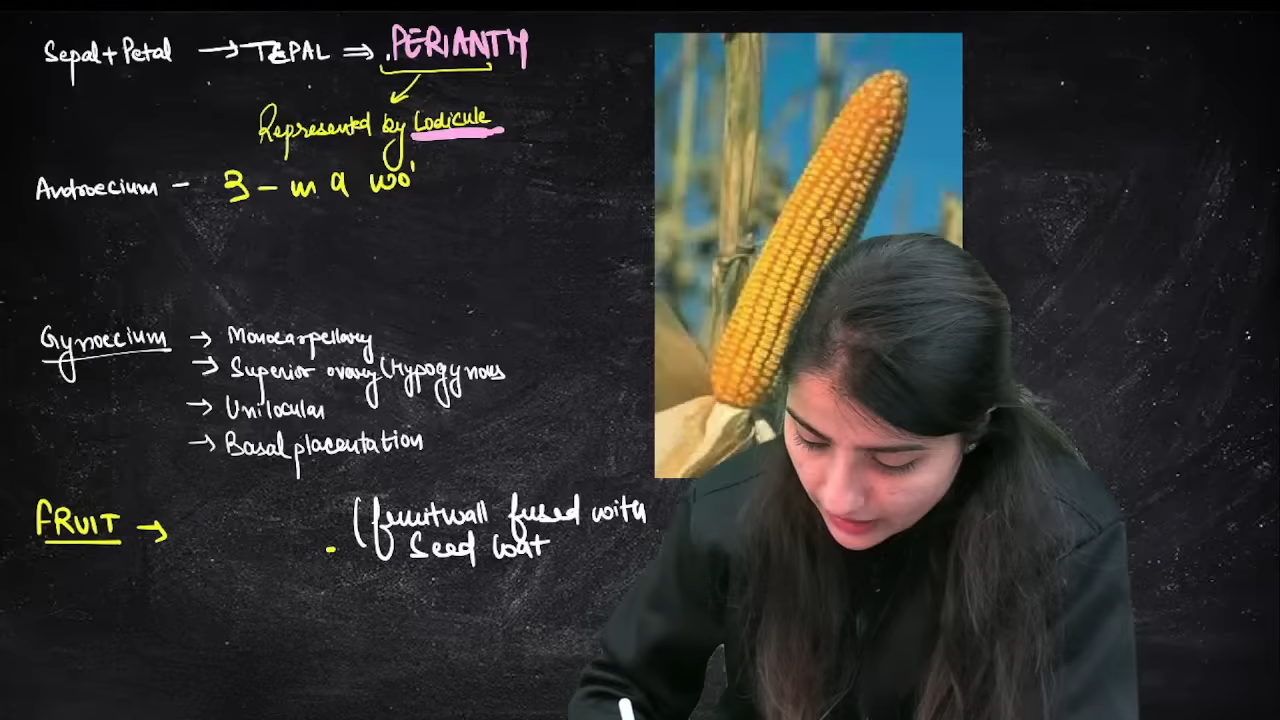 Sepal + Petal → TEPAL ⇒ PERIANTH
Represented by Lodicule
Androecium - 3 - in a wo'
Gynoecium → Monocarpellary
→ Superior ovary (Hypogynous
→ Unilocular
→ Basal placentation
FRUIT →
(fruitwall fused with
Seed coat